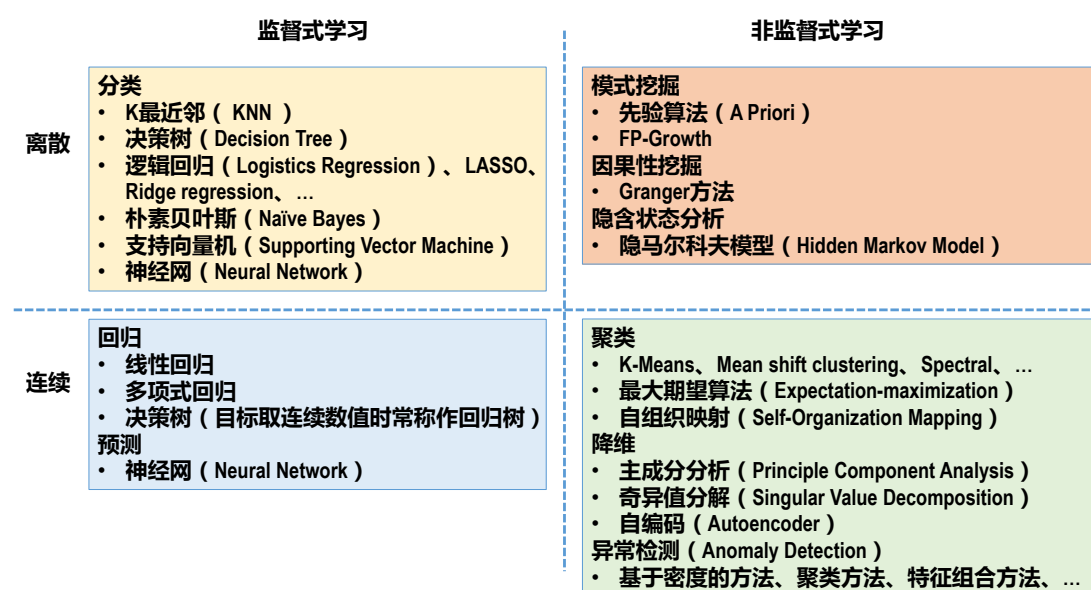 监督式学习
非监督式学习
离散
分类
• K最近邻（ KNN ）
• 决策树（Decision Tree）
• 逻辑回归（Logistics Regression）、LASSO、
Ridge regression、…
• 朴素贝叶斯（Naïve Bayes）
• 支持向量机（Supporting Vector Machine）
• 神经网（Neural Network）
模式挖掘
• 先验算法（A Priori）
• FP-Growth
因果性挖掘
• Granger方法
隐含状态分析
• 隐马尔科夫模型（Hidden Markov Model）
连续
回归
• 线性回归
• 多项式回归
• 决策树（目标取连续数值时常称作回归树）
预测
• 神经网（Neural Network）
聚类
• K-Means、Mean shift clustering、Spectral、…
• 最大期望算法（Expectation-maximization）
• 自组织映射（Self-Organization Mapping）
降维
• 主成分分析（Principle Component Analysis）
• 奇异值分解（Singular Value Decomposition）
• 自编码（Autoencoder）
异常检测（Anomaly Detection）
• 基于密度的方法、聚类方法、特征组合方法、…